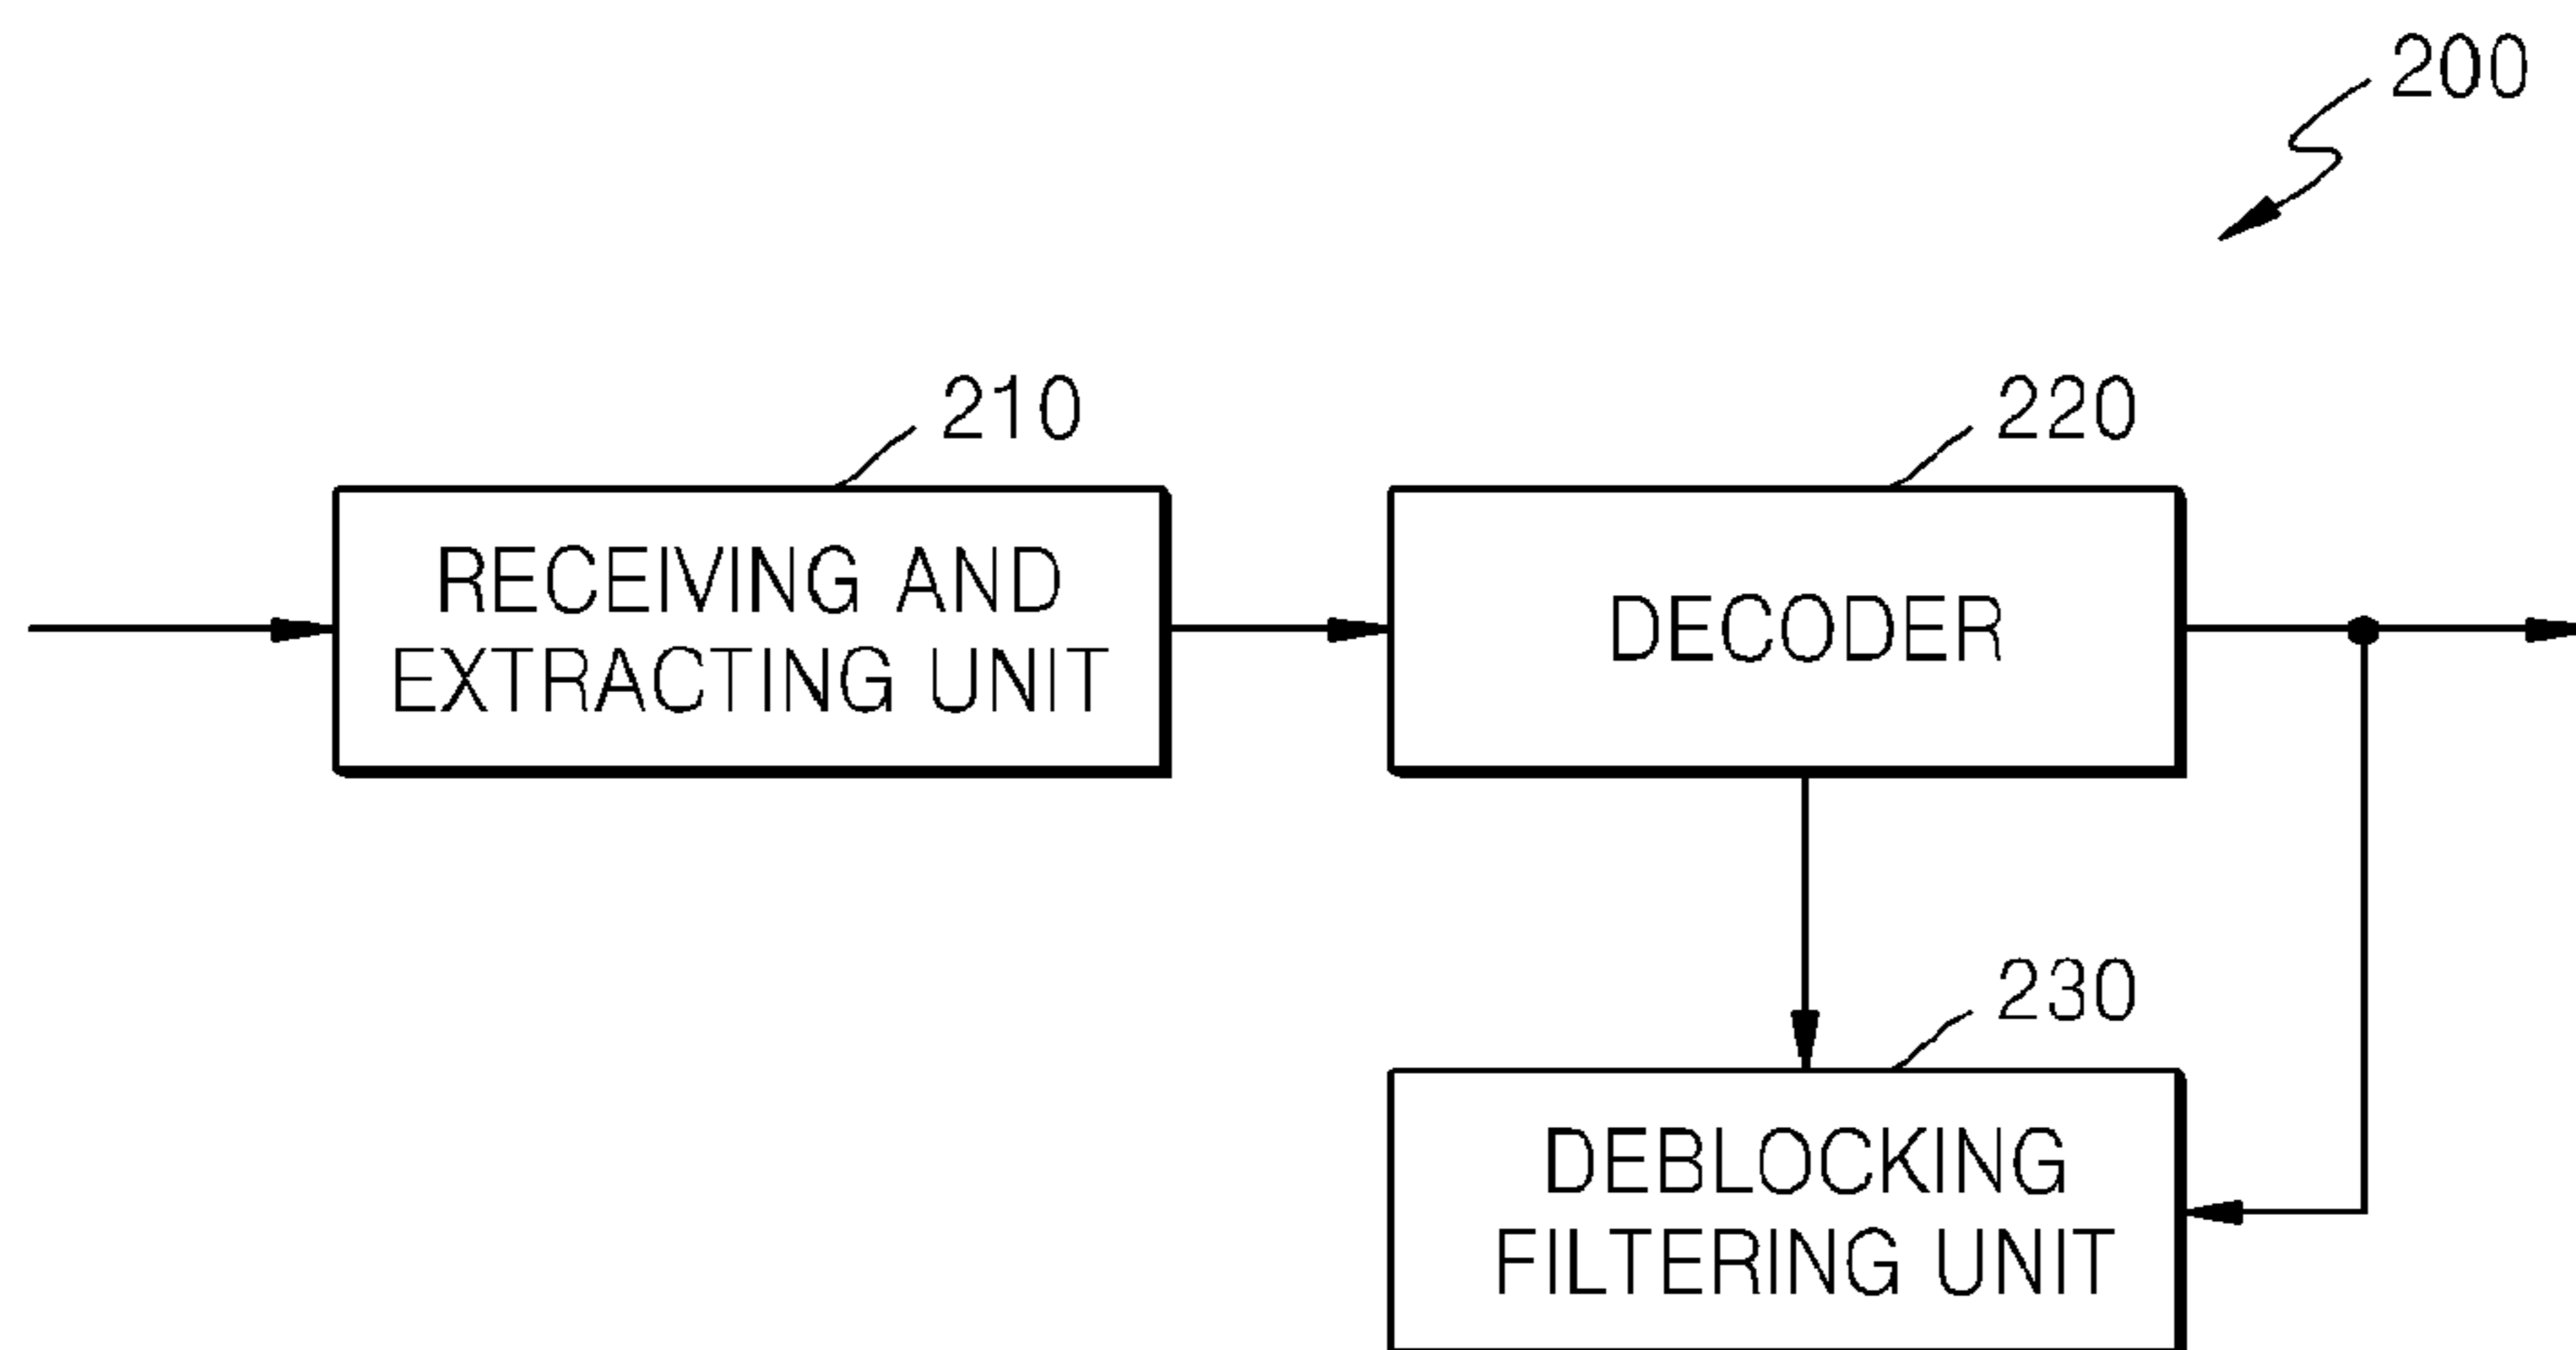 200
210
220
RECEIVING AND
EXTRACTING UNIT
DECODER
230
DEBLOCKING
FILTERING UNIT